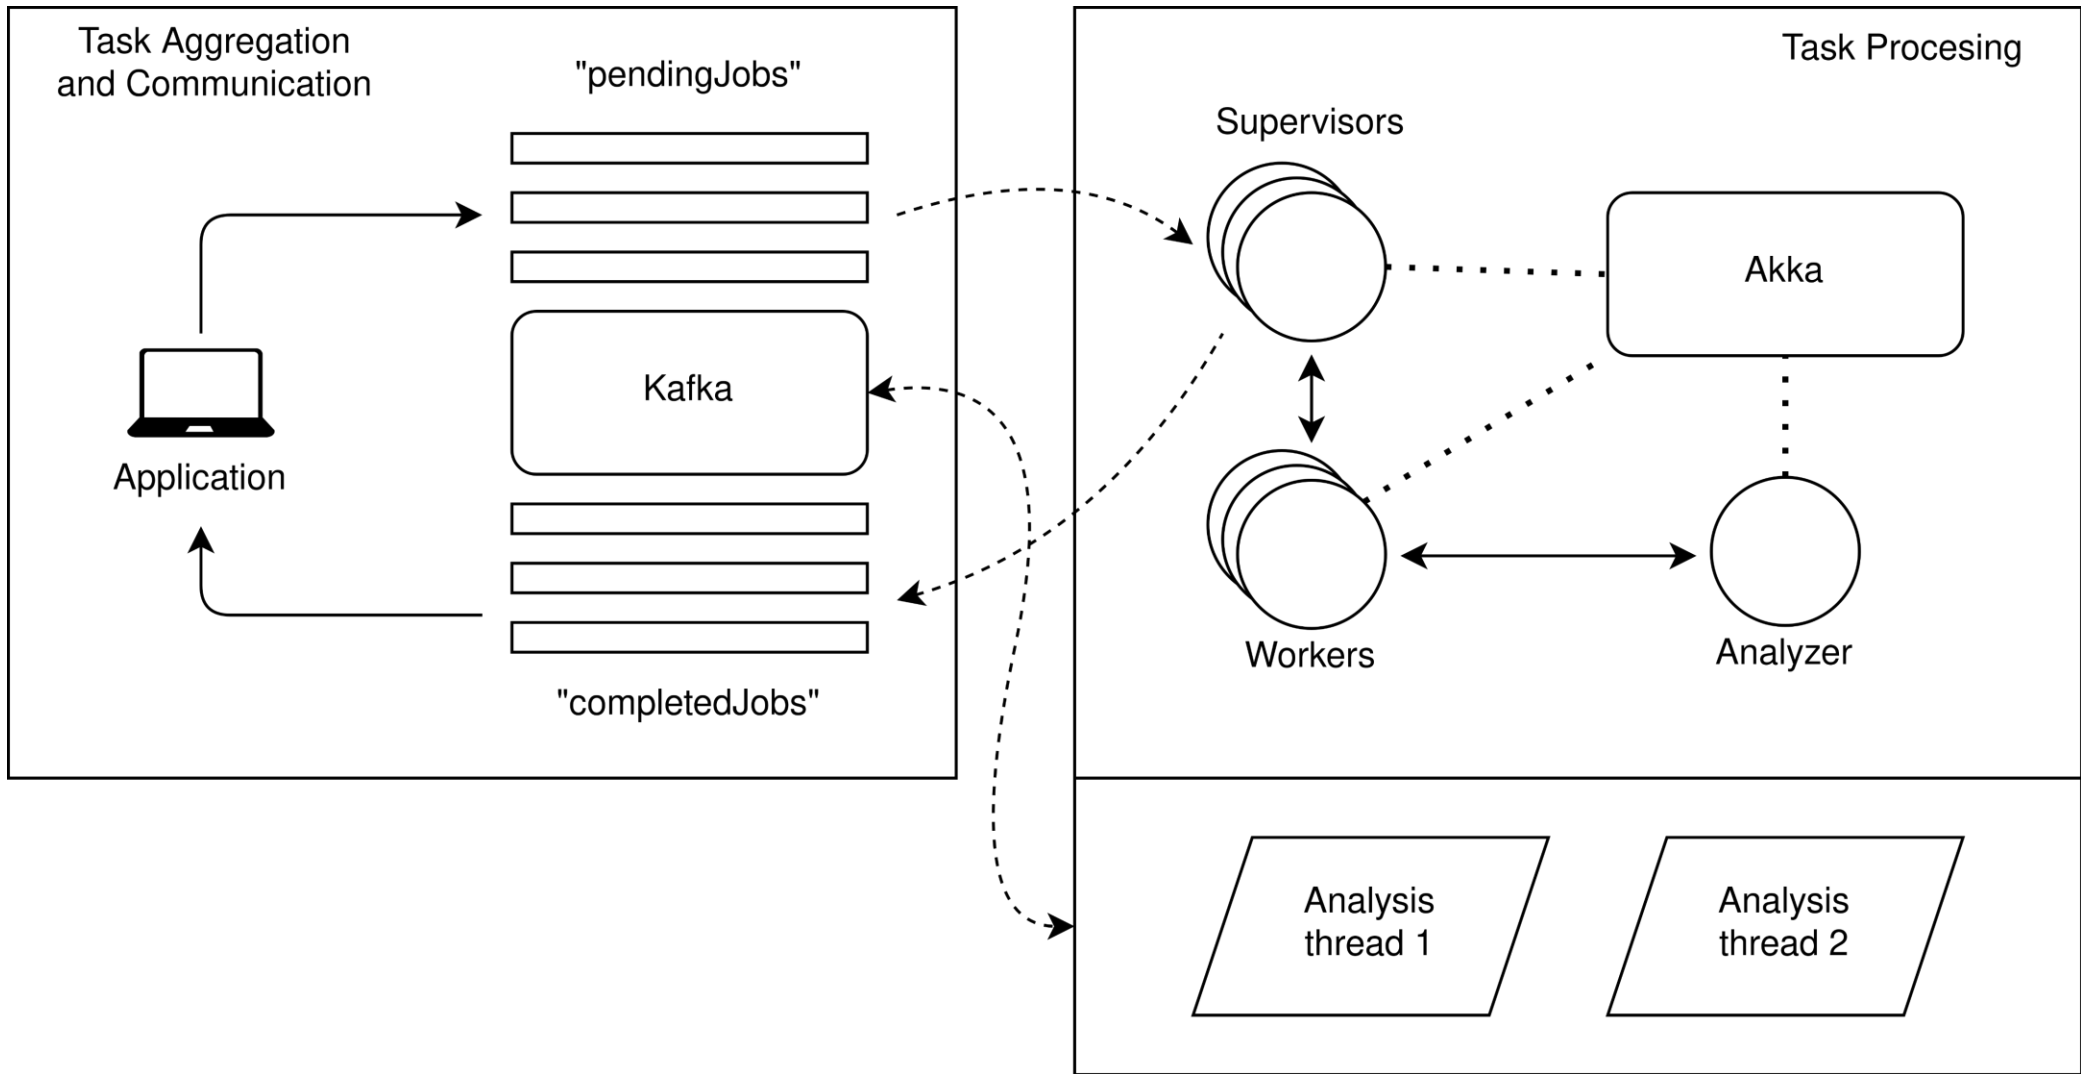 Task Aggregation
and Communication
"pendingJobs"
Kafka
Application
"completedJobs"
Task Procesing
Supervisors
Akka
Workers
Analyzer
Analysis
thread 1
Analysis
thread 2